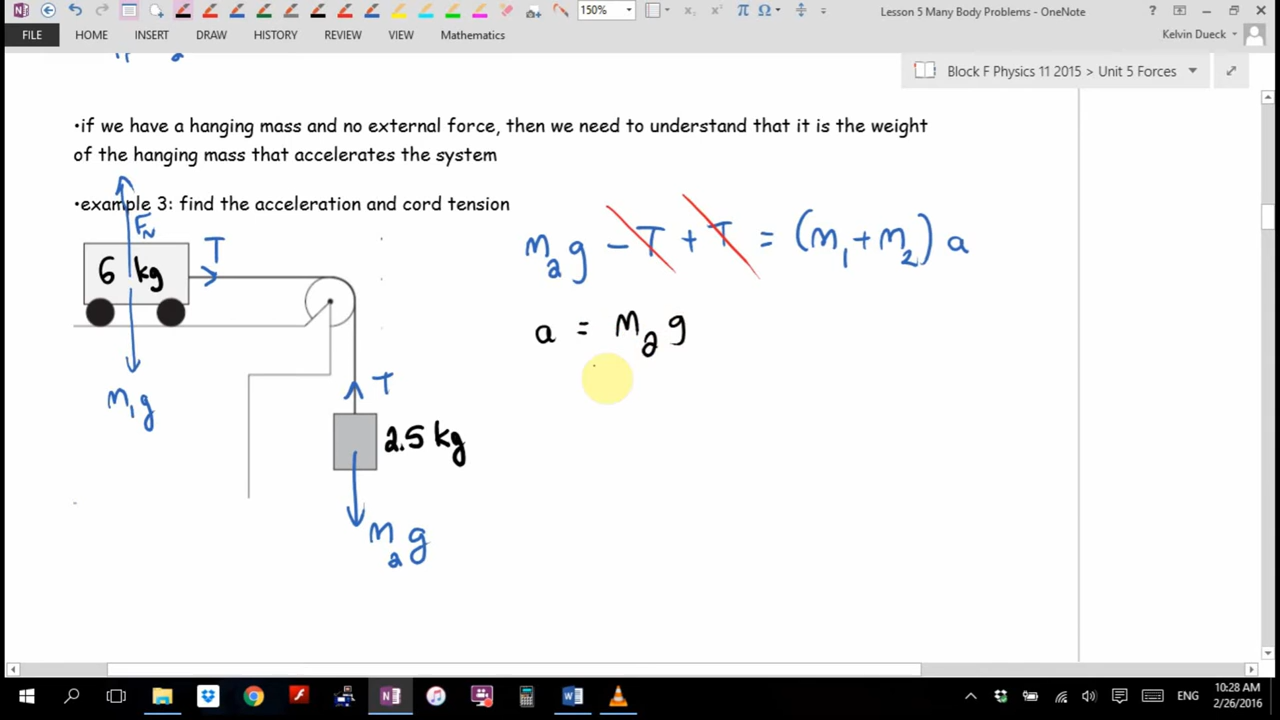 150%
Lesson 5 Many Body Problems - OneNote
FILE HOME INSERT DRAW HISTORY REVIEW VIEW Mathematics
Kelvin Dueck
Block F Physics 11 2015 > Unit 5 Forces
•if we have a hanging mass and no external force, then we need to understand that it is the weight
of the hanging mass that accelerates the system
•example 3: find the acceleration and cord tension
F_N
T
m₂g - T + T = (m₁ + m₂) a
6 kg
a = m₂g
T
m₁g
2.5 kg
m₂g
ENG
10:28 AM
2/26/2016